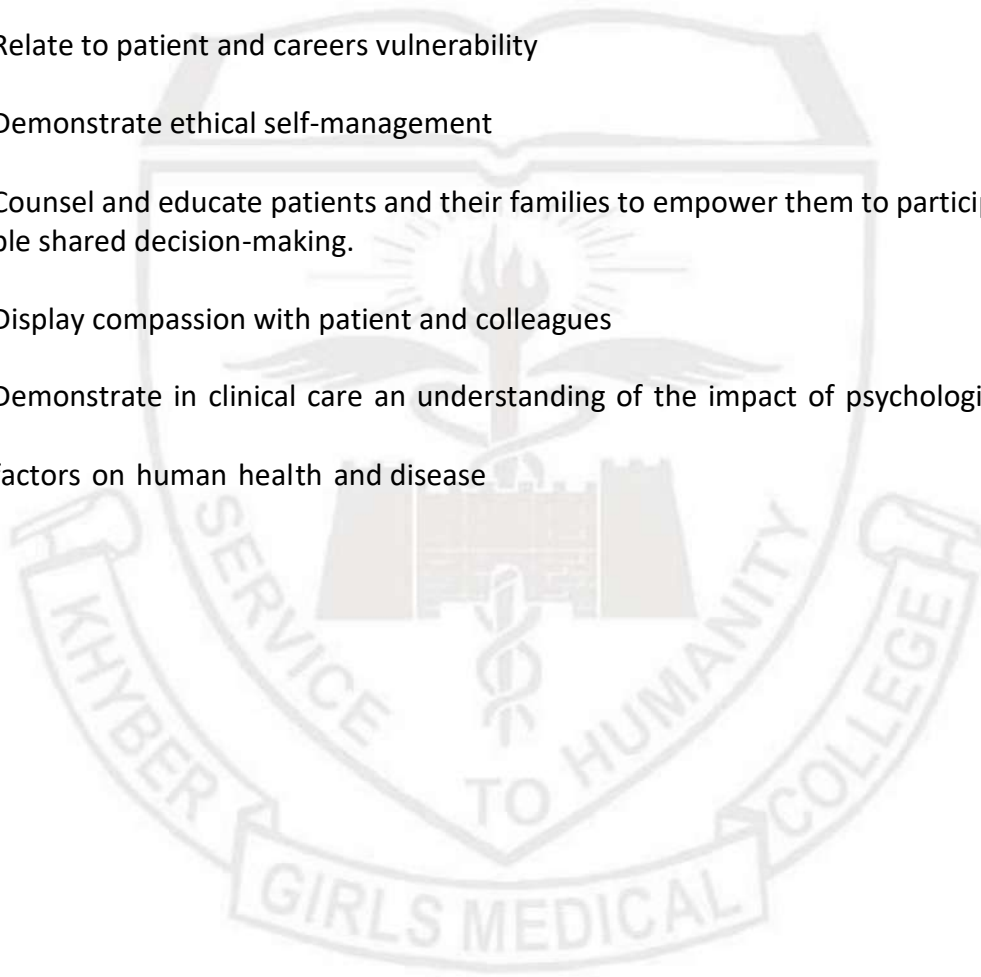 Relate to patient and careers vulnerability
Demonstrate ethical self-management
Counsel and educate patients and their families to empower them to
ble shared decision-making.
Display compassion with patient and colleagues
Demonstrate in clinical care an understanding of the impact of
factors on human health and disease
SERVICE TO HUMANITY
KHYBER GIRLS MEDICAL COLLEGE